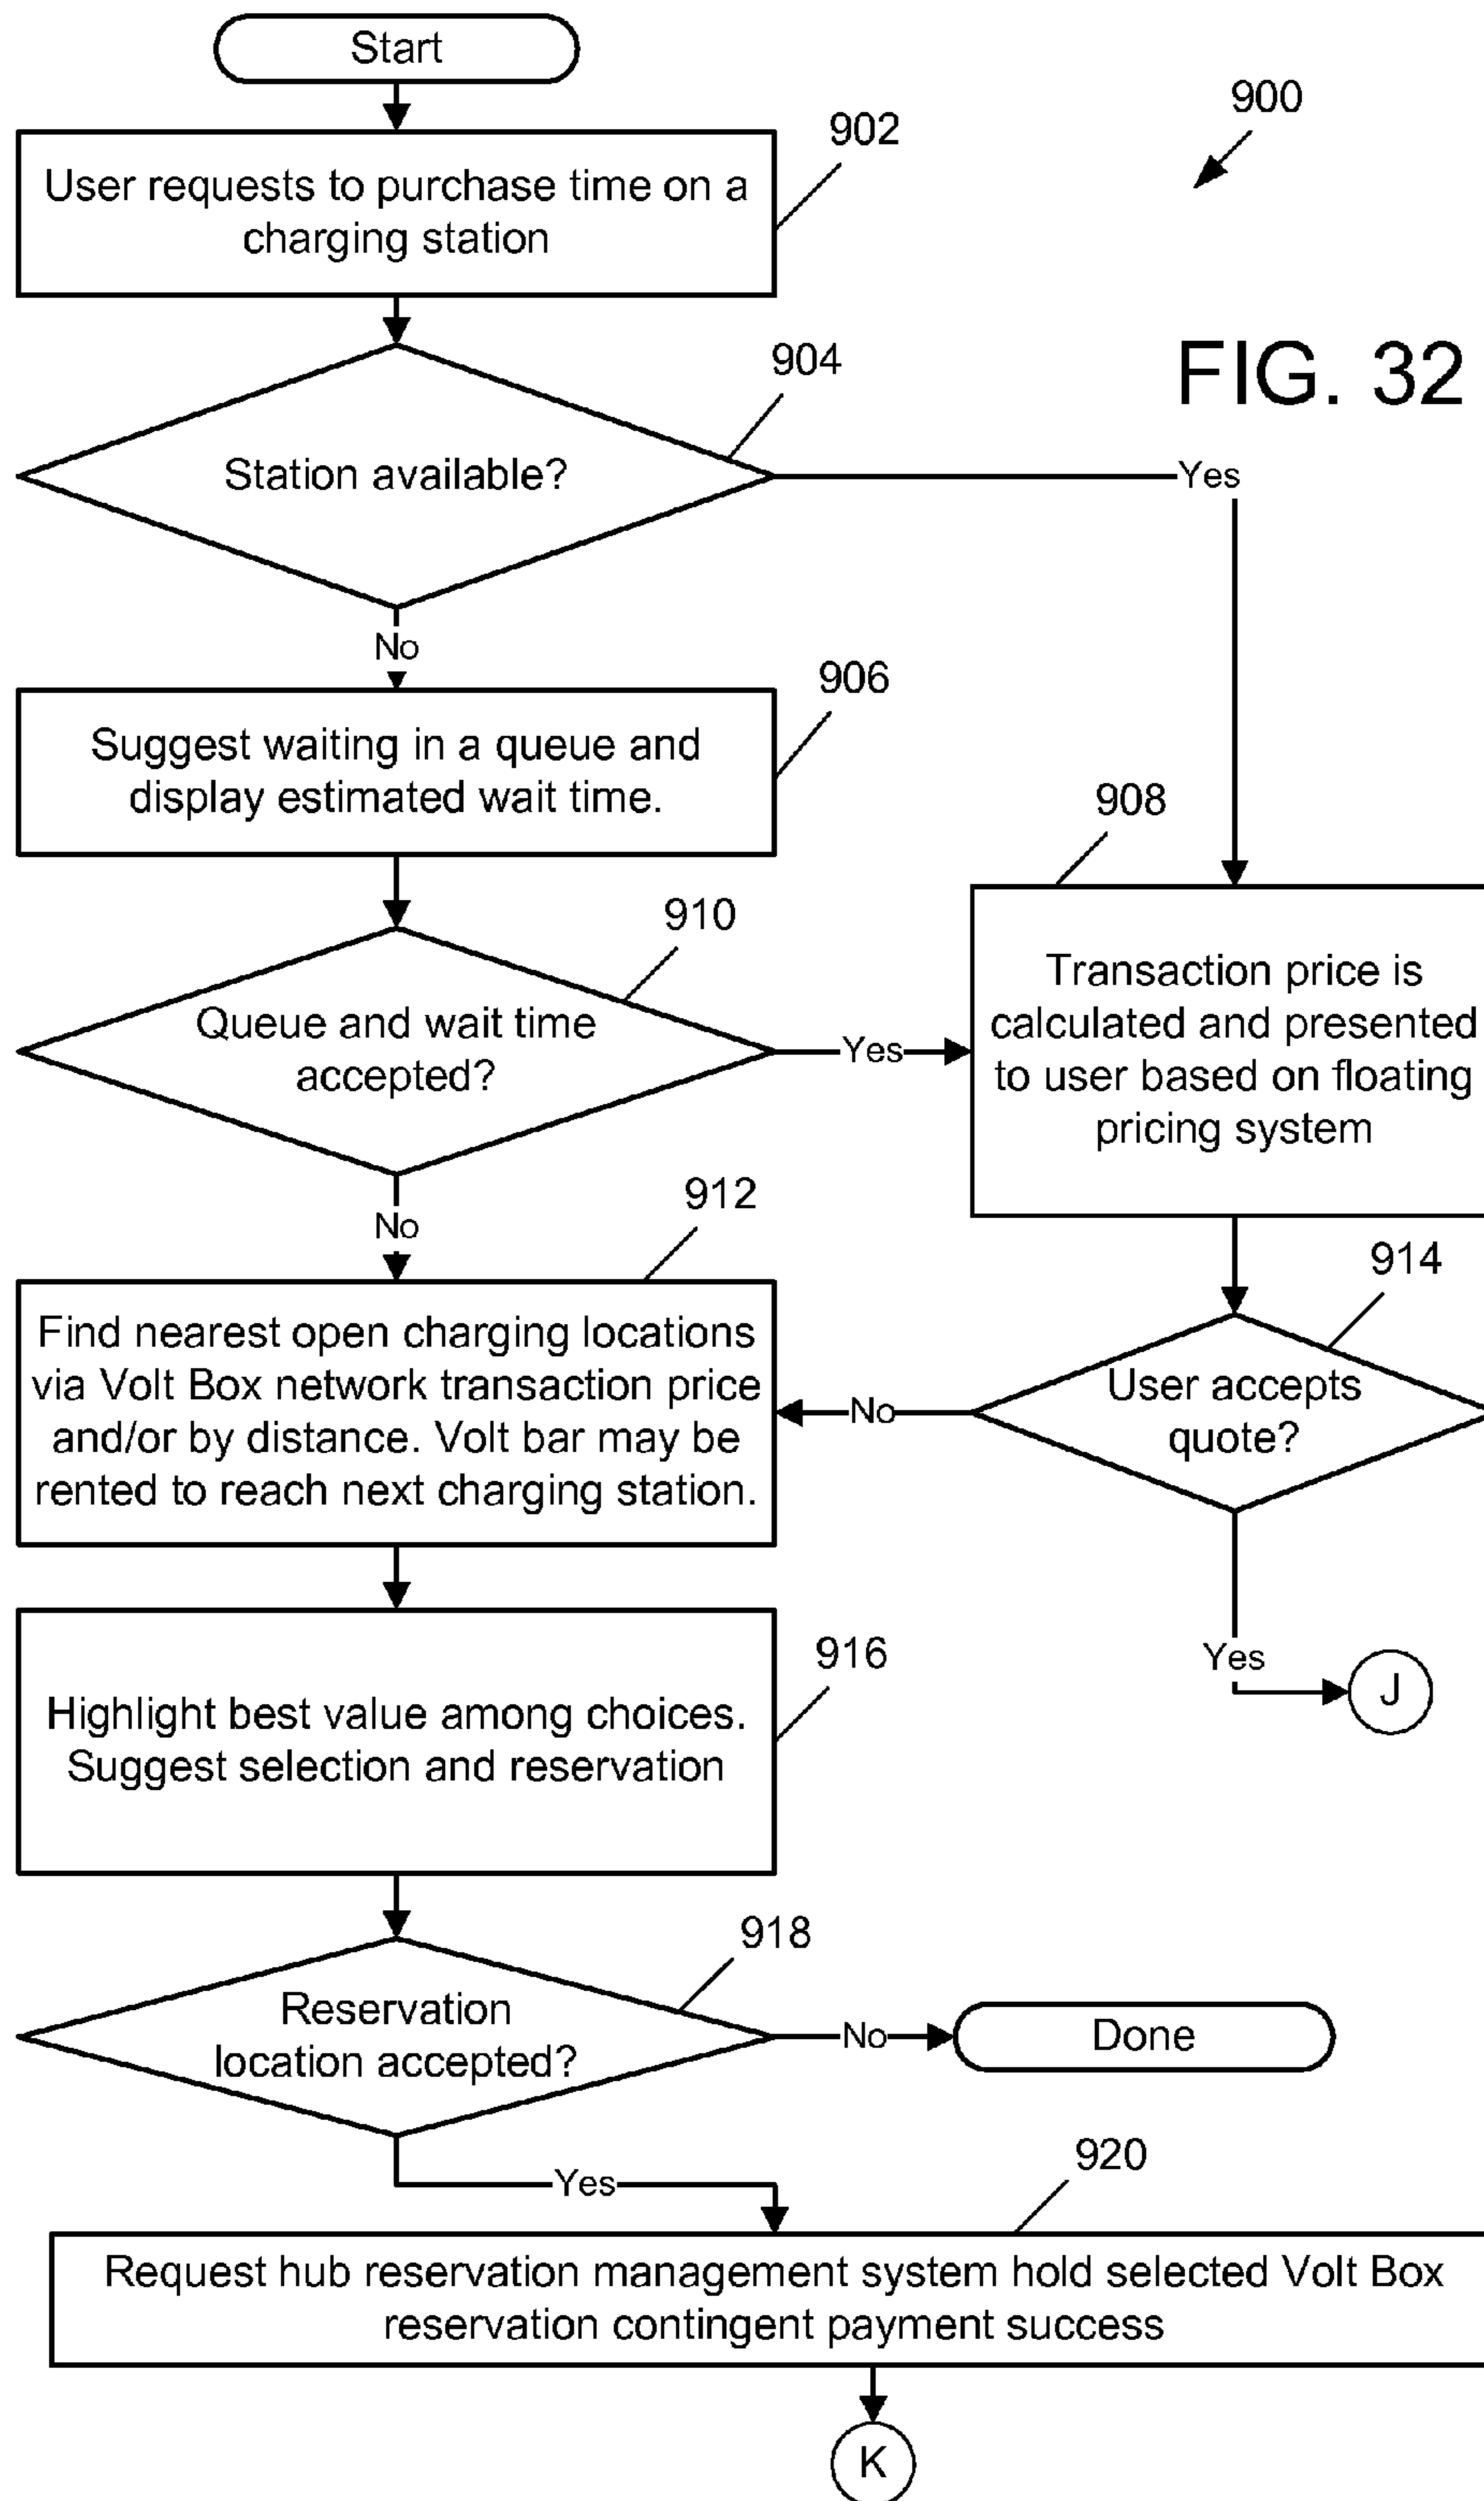 Start
900
902
User requests to purchase time on a
charging station
904
FIG. 32
Station available?
Yes
No
906
Suggest waiting in a queue and
display estimated wait time.
908
910
Transaction price is
calculated and presented
to user based on floating
pricing system
Queue and wait time
accepted?
Yes
No
912
914
Find nearest open charging locations
via Volt Box network transaction price
and/or by distance. Volt bar may be
rented to reach next charging station.
User accepts
quote?
No
Yes
J
916
Highlight best value among choices.
Suggest selection and reservation
918
Reservation
location accepted?
No
Done
Yes
920
Request hub reservation management system hold selected Volt Box
reservation contingent payment success
K